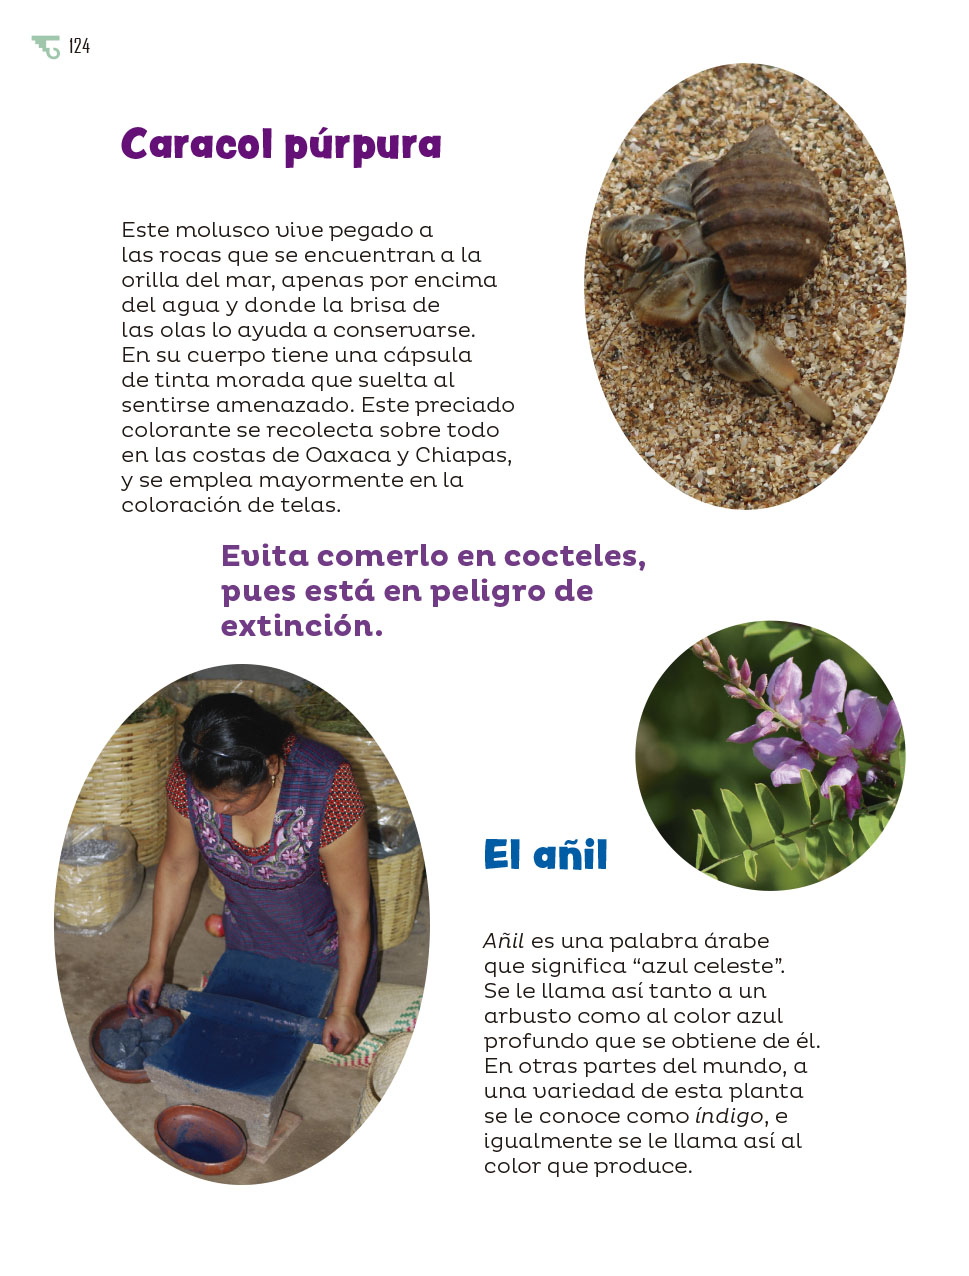 124
Caracol púrpura
Este molusco vive pegado a
las rocas que se encuentran a la
orilla del mar, apenas por encima
del agua y donde la brisa de
las olas lo ayuda a conservarse.
En su cuerpo tiene una cápsula
de tinta morada que suelta al
sentirse amenazado. Este preciado
colorante se recolecta sobre todo
en las costas de Oaxaca y Chiapas,
y se emplea mayormente en la
coloración de telas.
Evita comerlo en cocteles,
pues está en peligro de
extinción.
El añil
Añil es una palabra árabe
que significa “azul celeste”.
Se le llama así tanto a un
arbusto como al color azul
profundo que se obtiene de él.
En otras partes del mundo, a
una variedad de esta planta
se le conoce como índigo, e
igualmente se le llama así al
color que produce.